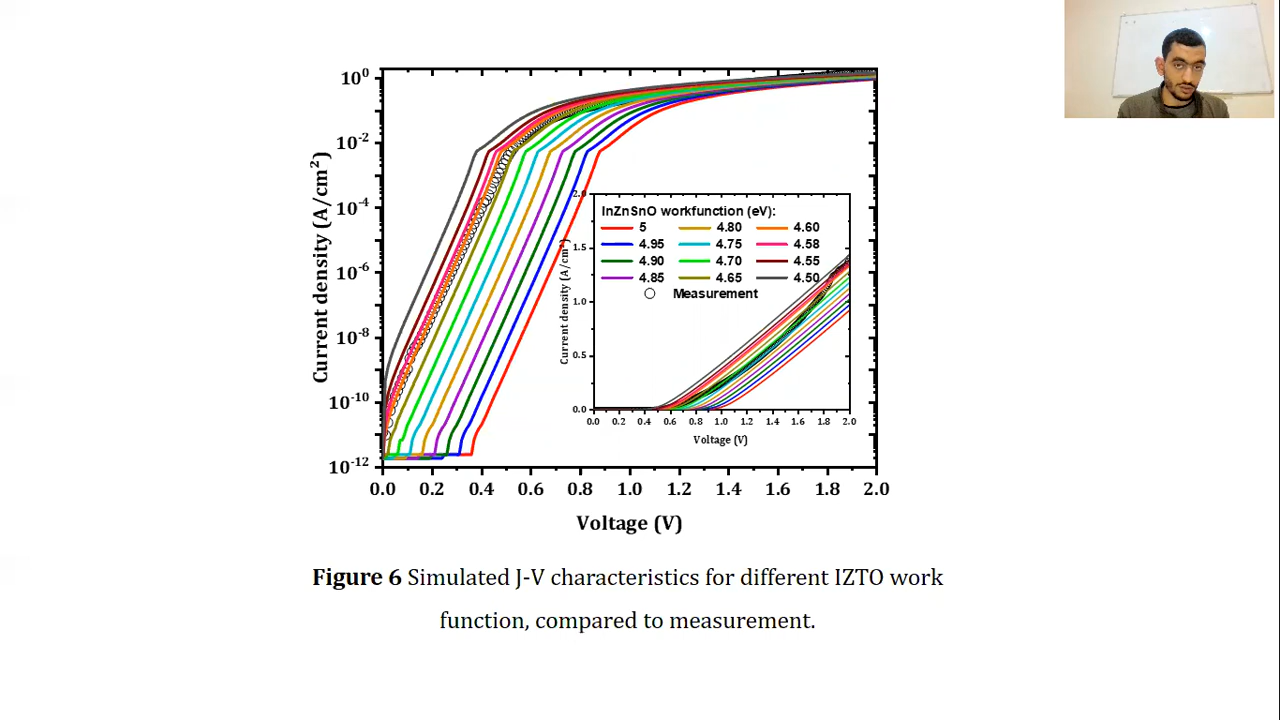 10⁰
10⁻²
10⁻⁴
10⁻⁶
10⁻⁸
10⁻¹⁰
10⁻¹²
Current density (A/cm²)
0.0 0.2 0.4 0.6 0.8 1.0 1.2 1.4 1.6 1.8 2.0
Voltage (V)
2.0
1.5
1.0
0.5
0.0
Current density (A/cm²)
InZnSnO workfunction (eV):
5 4.80 4.60
4.95 4.75 4.58
4.90 4.70 4.55
4.85 4.65 4.50
Measurement
0.0 0.2 0.4 0.6 0.8 1.0 1.2 1.4 1.6 1.8 2.0
Voltage (V)
Figure 6 Simulated J-V characteristics for different IZTO work
function, compared to measurement.